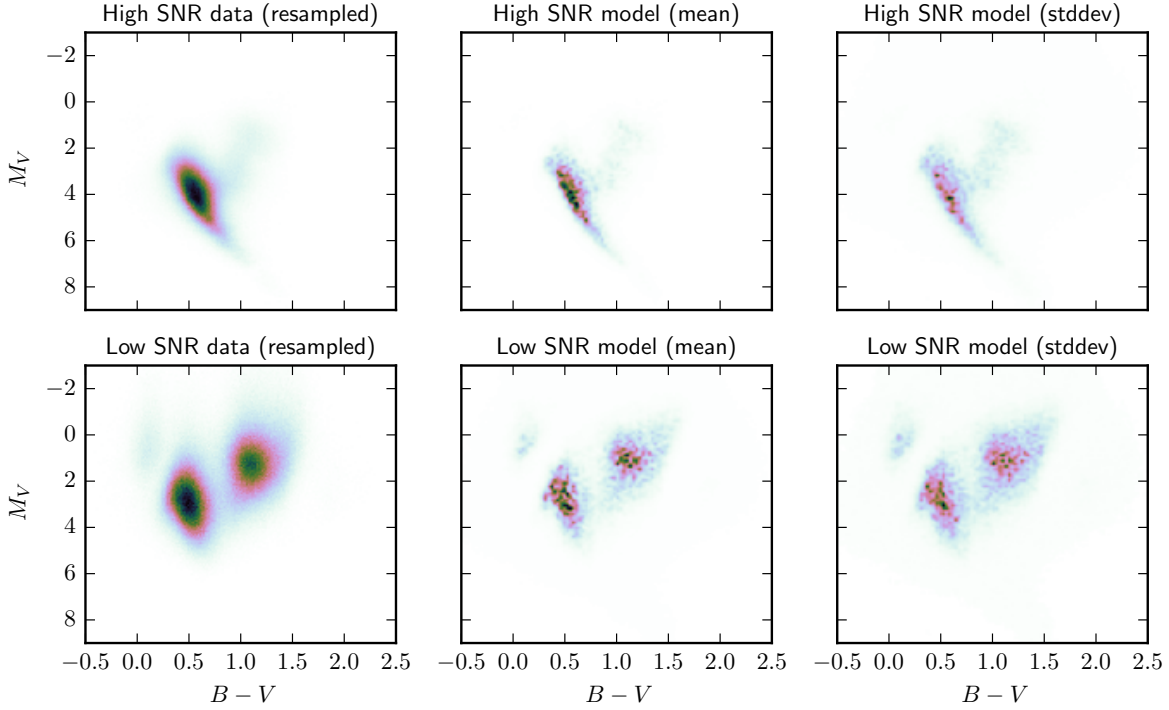 High SNR data (resampled) High SNR model (mean) High SNR model (stddev)
−2
0
2
4
6
8
M_V
Low SNR data (resampled) Low SNR model (mean) Low SNR model (stddev)
−2
0
2
4
6
8
M_V
−0.5 0.0 0.5 1.0 1.5 2.0 2.5 0.0 0.5 1.0 1.5 2.0 2.5 −0.5 0.0 0.5 1.0 1.5 2.0 2.5
B − V B − V B − V